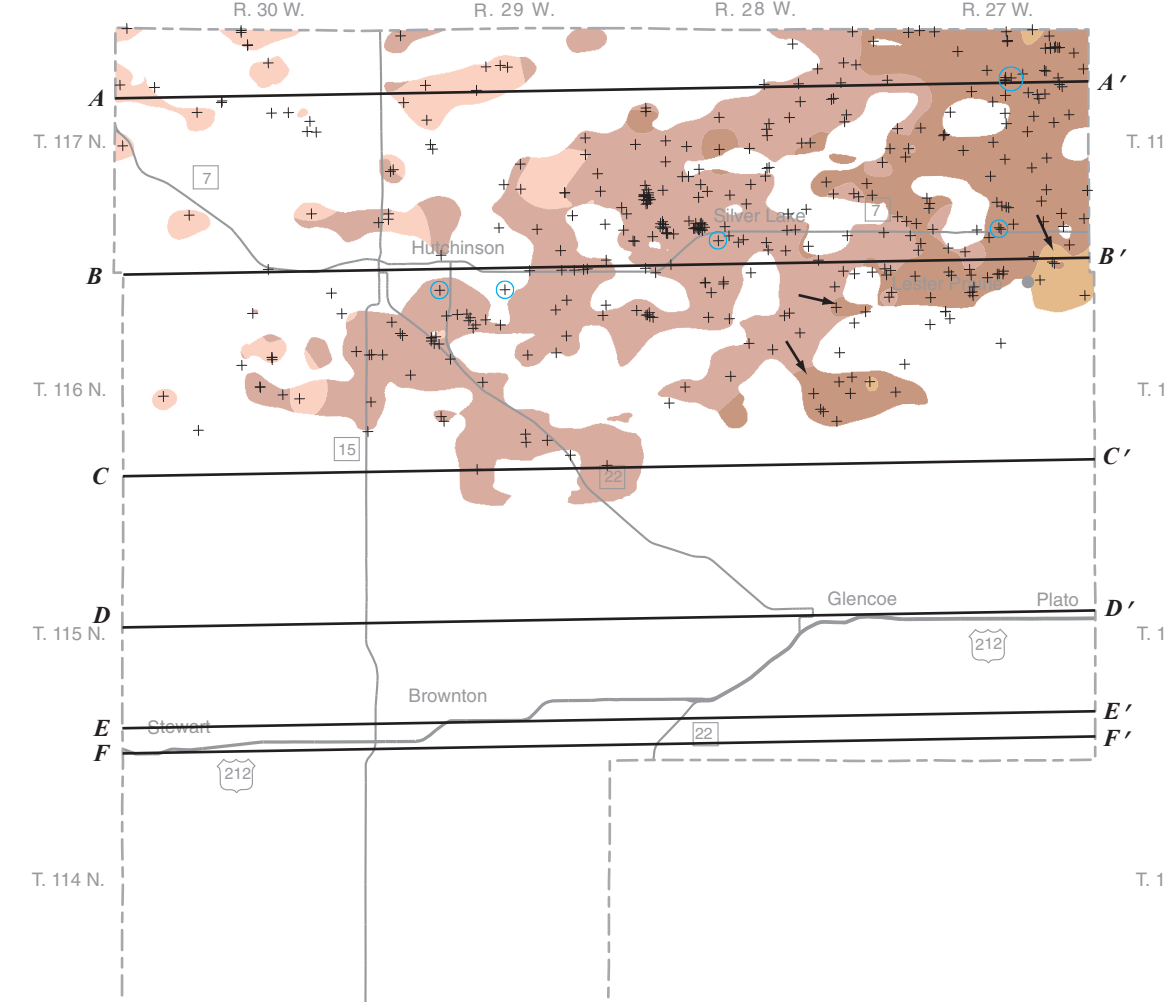 R. 30 W. R. 29 W. R. 28 W. R. 27 W.
A A′
T. 117 N. T. 11
7
7
Silver Lake
Hutchinson
B B′
Lester Prairie
T. 116 N. T. 1
15
C C′
22
Glencoe Plato
D D′
T. 115 N. T. 1
212
Brownton
E E′
Stewart
22
F F′
212
T. 114 N. T. 1